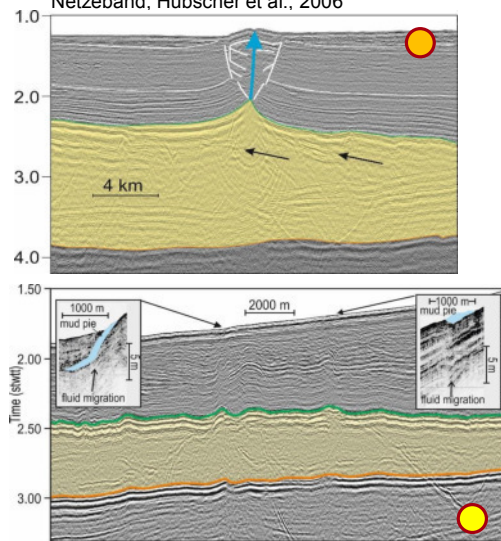 Netzeband, Hübscher et al., 2006
1.0
2.0
3.0
4.0
4 km
1.50
2.00
2.50
3.00
Time (stwtt)
1000 m
mud pie
5 m
fluid migration
2000 m
1000 m
mud pie
5 m
fluid migration